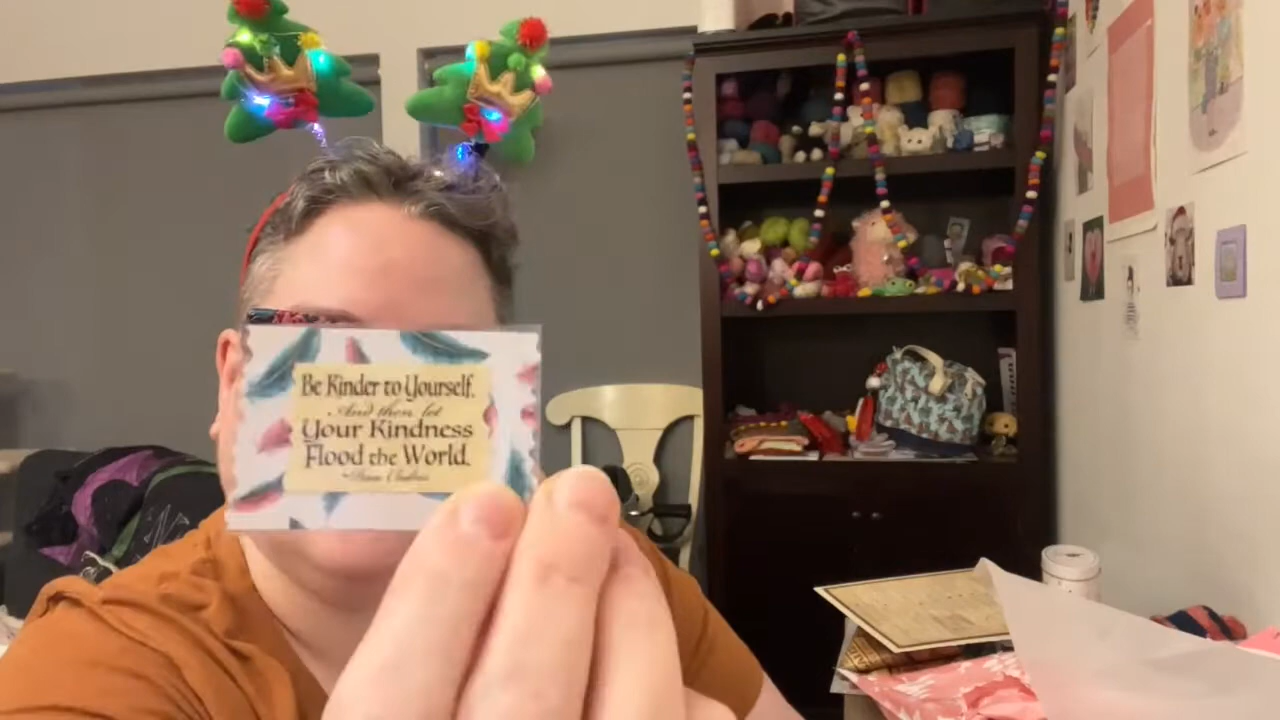 Be Kinder to Yourself.
And then let
Your Kindness
Flood the World.